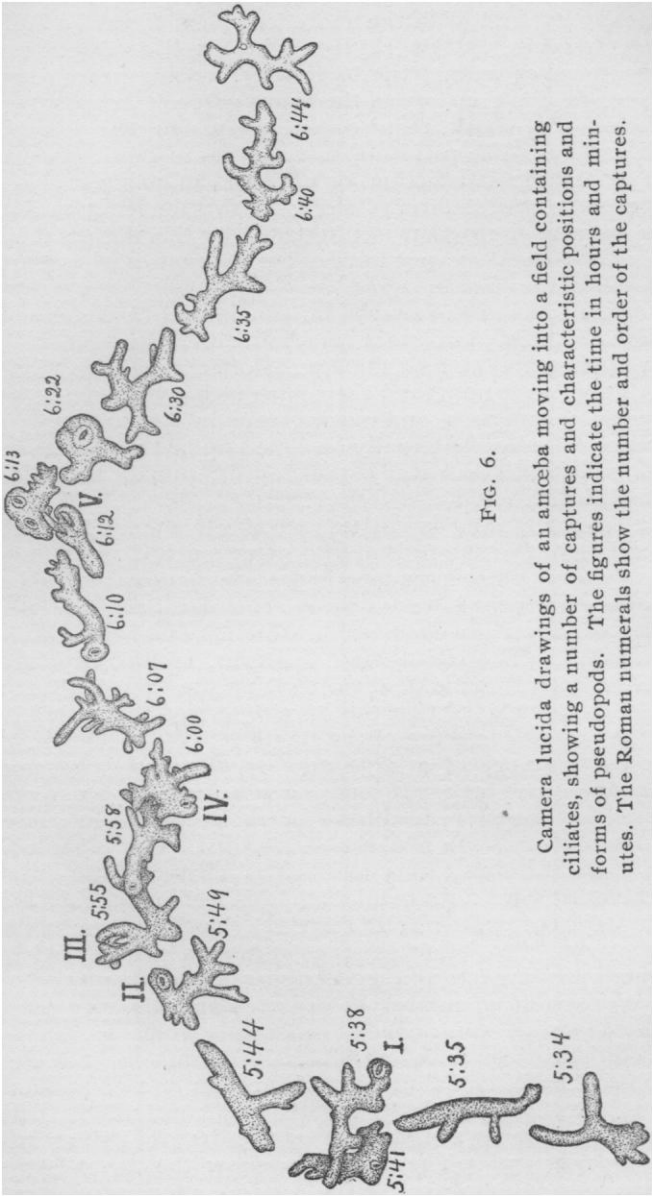 5:34
5:35
5:38
I.
5:41
5:44
II.
5:49
III.
5:55
5:58
6:00
IV.
6:07
6:10
6:12
V.
6:13
6:22
6:30
6:35
6:40
6:44
FIG. 6.
Camera lucida drawings of an amœba moving into a field containing
ciliates, showing a number of captures and characteristic positions and
forms of pseudopods. The figures indicate the time in hours and min-
utes. The Roman numerals show the number and order of the captures.